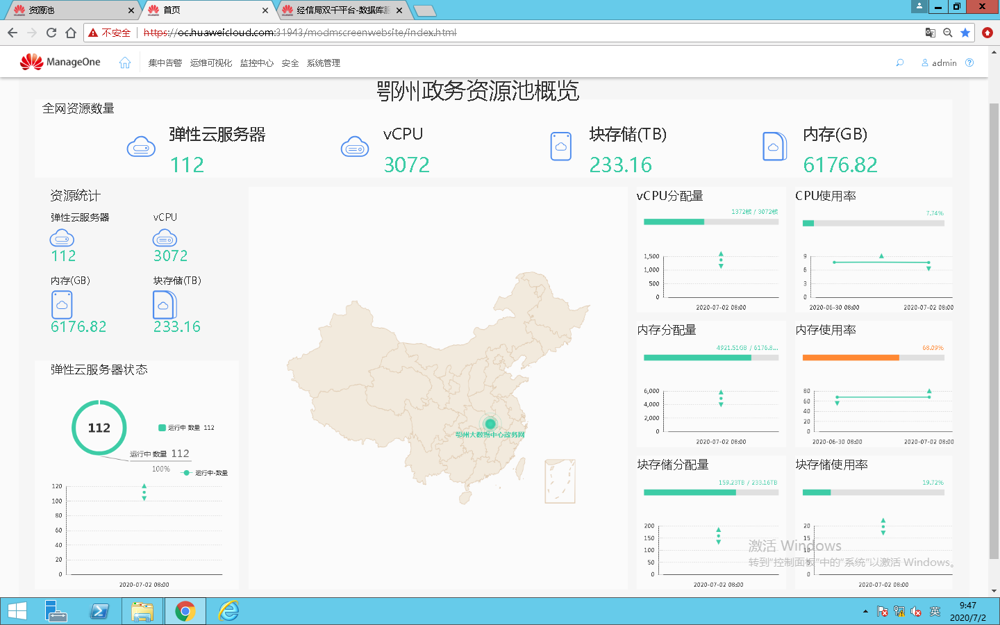 资源池
首页
经信局双千平台-数据库服
不安全
https://oc.huaweicloud.com:31943/modmscreenwebsite/index.html
ManageOne
集中告警 运维可视化 监控中心 安全 系统管理
admin
鄂州政务资源池概览
全网资源数量
弹性云服务器
112
vCPU
3072
块存储(TB)
233.16
内存(GB)
6176.82
资源统计
弹性云服务器
112
vCPU
3072
内存(GB)
6176.82
块存储(TB)
233.16
弹性云服务器状态
112
运行中 数量 112
运行中 数量 112
100%
运行中-数量
120
100
80
60
40
20
0
2020-07-02 08:00
鄂州大数据中心政务网
vCPU分配量
1372核 / 3072核
1,500
1,000
500
0
2020-07-02 08:00
CPU使用率
7.74%
9
6
3
0
2020-06-30 08:00
2020-07-02 08:00
内存分配量
4921.51GB / 6176.8...
6,000
4,000
2,000
0
2020-07-02 08:00
内存使用率
68.09%
80
60
40
20
0
2020-06-30 08:00
2020-07-02 08:00
块存储分配量
159.23TB / 233.16TB
200
150
100
50
0
2020-07-02 08:00
块存储使用率
19.72%
20
15
10
5
0
2020-07-02 08:00
激活 Windows
转到“控制面板”中的“系统”以激活 Windows。
英
9:47
2020/7/2